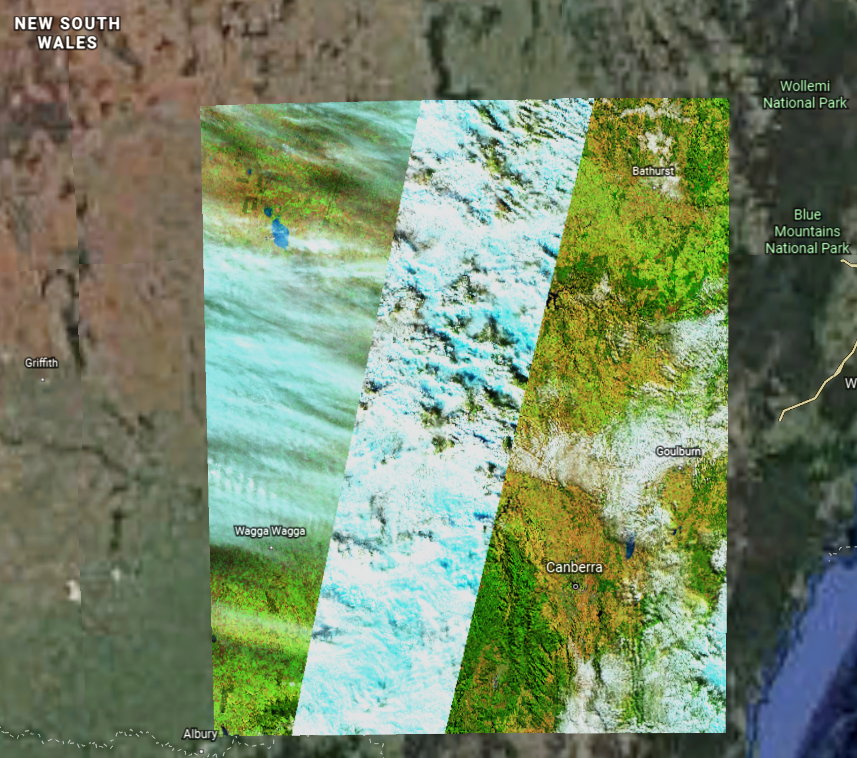 NEW SOUTH
WALES
Wollemi
National Park
Bathurst
Blue
Mountains
National Park
Griffith
W
Goulburn
Wagga Wagga
Canberra
Albury